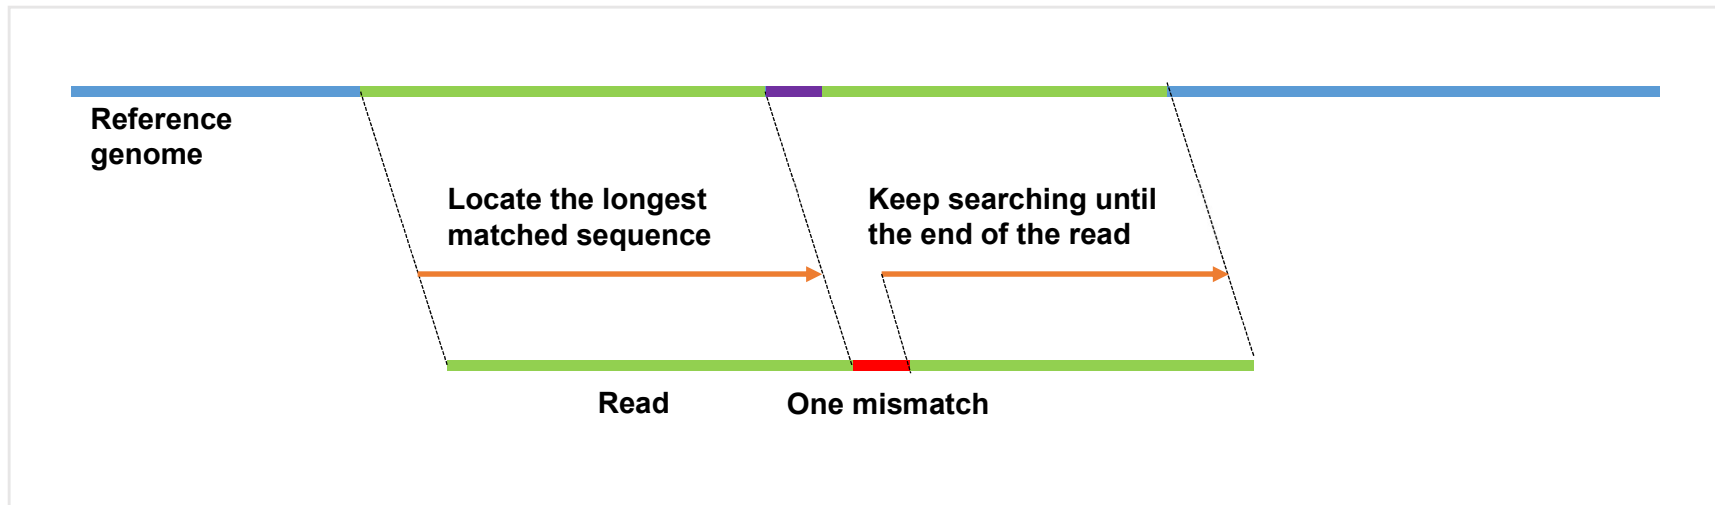 Reference
genome
Locate the longest
matched sequence
Keep searching until
the end of the read
Read
One mismatch